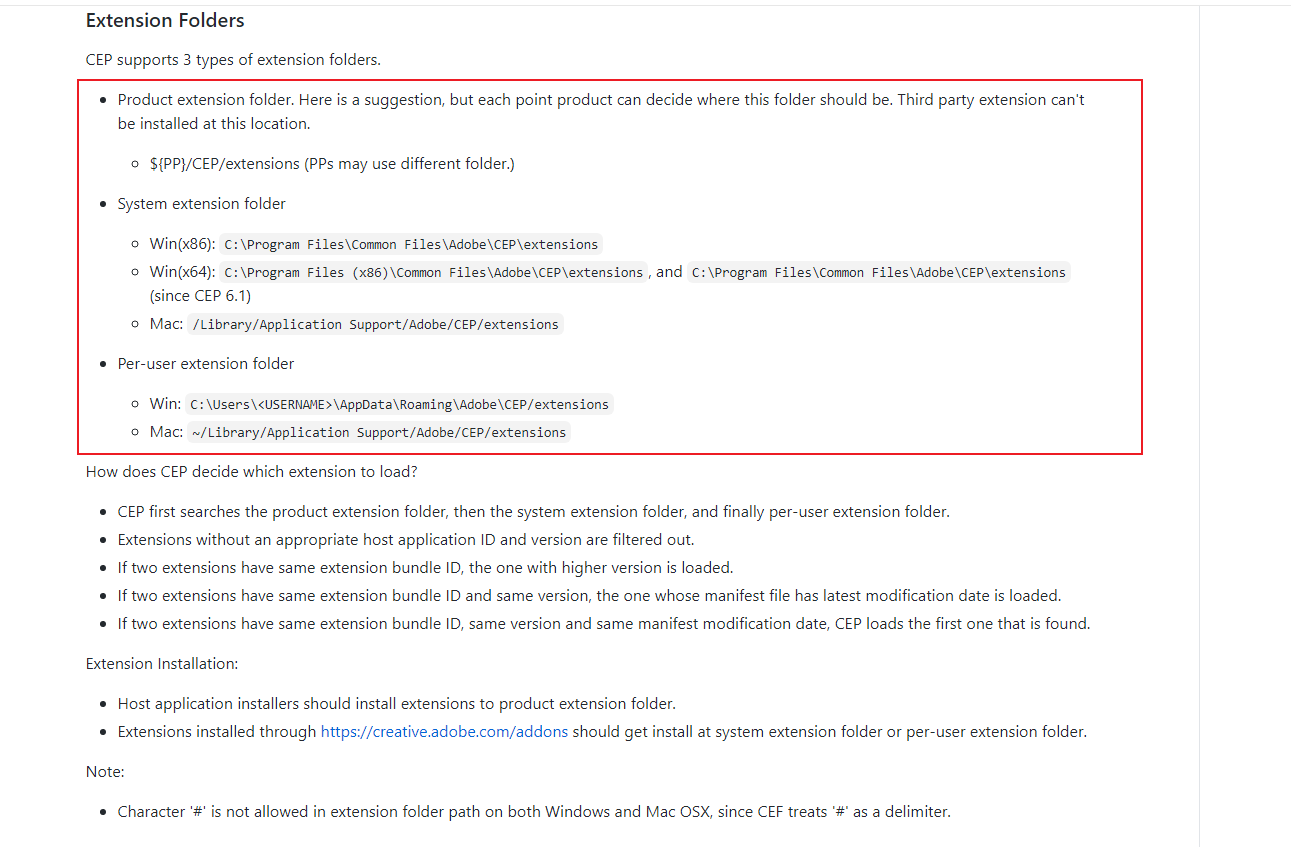 Extension Folders
CEP supports 3 types of extension folders.
Product extension folder. Here is a suggestion, but each point product can decide where this folder should be. Third party extension can't
be installed at this location.
${PP}/CEP/extensions (PPs may use different folder.)
System extension folder
Win(x86): C:\Program Files\Common Files\Adobe\CEP\extensions
Win(x64): C:\Program Files (x86)\Common Files\Adobe\CEP\extensions , and C:\Program Files\Common Files\Adobe\CEP\extensions
(since CEP 6.1)
Mac: /Library/Application Support/Adobe/CEP/extensions
Per-user extension folder
Win: C:\Users\<USERNAME>\AppData\Roaming\Adobe\CEP/extensions
Mac: ~/Library/Application Support/Adobe/CEP/extensions
How does CEP decide which extension to load?
CEP first searches the product extension folder, then the system extension folder, and finally per-user extension folder.
Extensions without an appropriate host application ID and version are filtered out.
If two extensions have same extension bundle ID, the one with higher version is loaded.
If two extensions have same extension bundle ID and same version, the one whose manifest file has latest modification date is loaded.
If two extensions have same extension bundle ID, same version and same manifest modification date, CEP loads the first one that is found.
Extension Installation:
Host application installers should install extensions to product extension folder.
Extensions installed through https://creative.adobe.com/addons should get install at system extension folder or per-user extension folder.
Note:
Character '#' is not allowed in extension folder path on both Windows and Mac OSX, since CEF treats '#' as a delimiter.